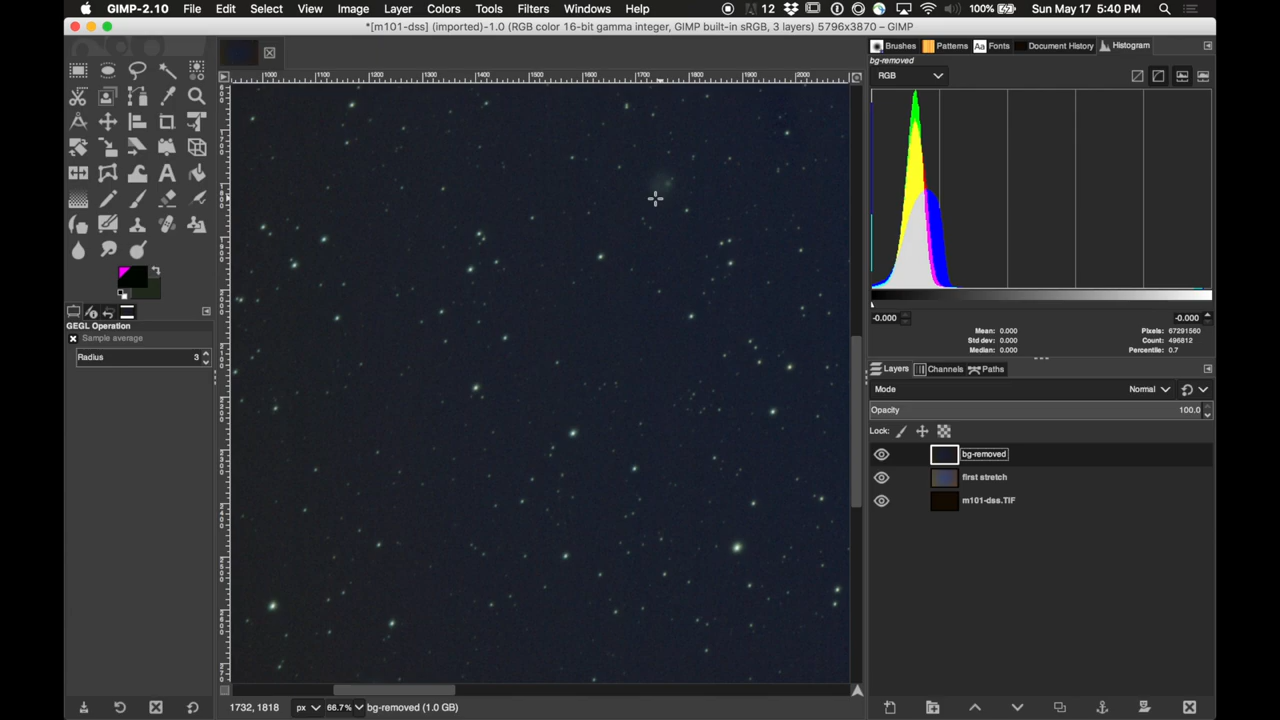 GIMP-2.10 File Edit Select View Image Layer Colors Tools Filters Windows Help 12 100% Sun May 17 5:40 PM
*[m101-dss] (imported)-1.0 (RGB color 16-bit gamma integer, GIMP built-in sRGB, 3 layers) 5796x3870 – GIMP
Brushes Patterns Aa Fonts Document History Histogram
bg-removed
RGB
1000 1100 1200 1300 1400 1500 1600 1700 1800 1900 2000
GEGL Operation
Sample average
Radius 3
-0.000 -0.000
Mean: 0.000 Pixels: 67291560
Std dev: 0.000 Count: 496812
Median: 0.000 Percentile: 0.7
Layers Channels Paths
Mode Normal
Opacity 100.0
Lock:
bg-removed
first stretch
m101-dss.TIF
1732, 1818 px 66.7% bg-removed (1.0 GB)